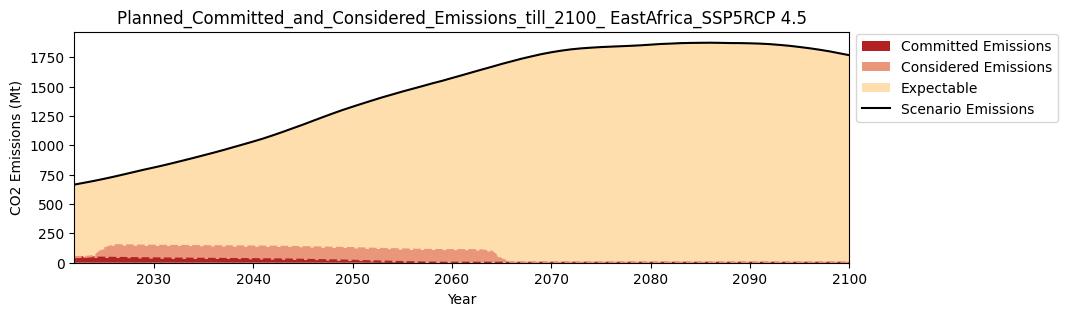 Planned_Committed_and_Considered_Emissions_till_2100_ EastAfrica_SSP5RCP 4.5
Committed Emissions
Considered Emissions
Expectable
Scenario Emissions
CO2 Emissions (Mt)
1750
1500
1250
1000
750
500
250
0
2030
2040
2050
2060
2070
2080
2090
2100
Year